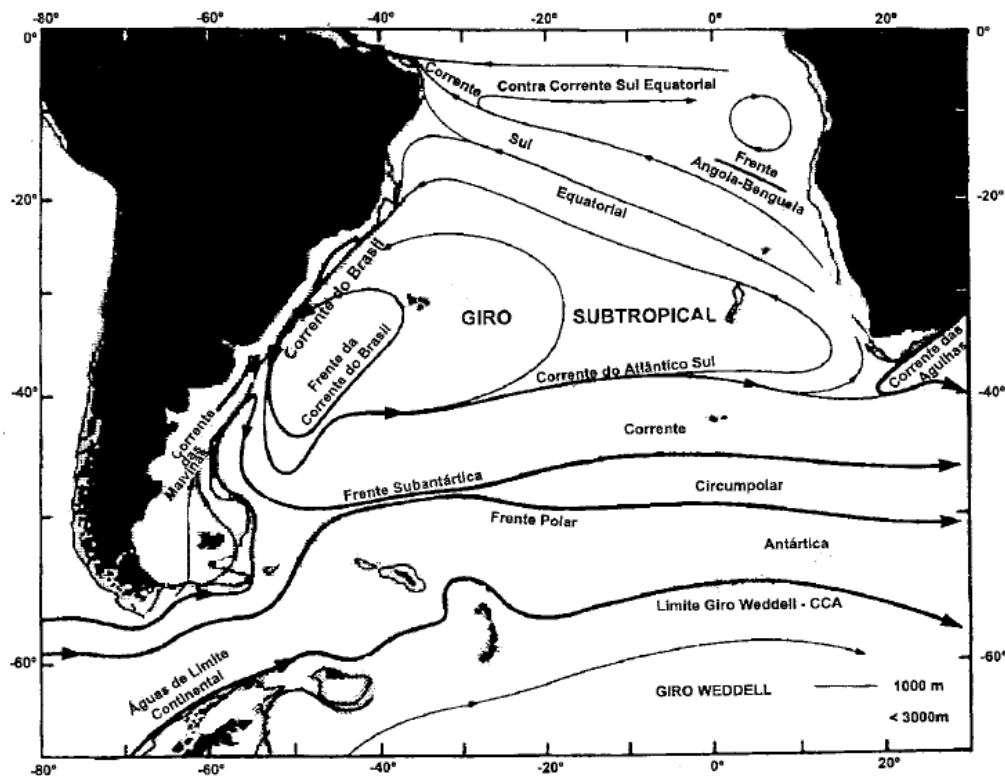 -80° -60° -40° -20° 0° 20°
0° 0°
Corrente
Contra Corrente Sul Equatorial
Sul
Frente
Angola-Benguela
-20° -20°
Equatorial
Corrente do Brasil
GIRO SUBTROPICAL
Frente da
Corrente do Brasil
Corrente das
Agulhas
Corrente do Atlântico Sul
-40° -40°
Corrente
das
Malvinas
Corrente
Frente Subantártica
Circumpolar
Frente Polar
Antártica
Limite Giro Weddell - CCA
-60° -60°
Águas de Limite
Continental
GIRO WEDDELL
1000 m
< 3000m
-80° -60° -40° -20° 0° 20°